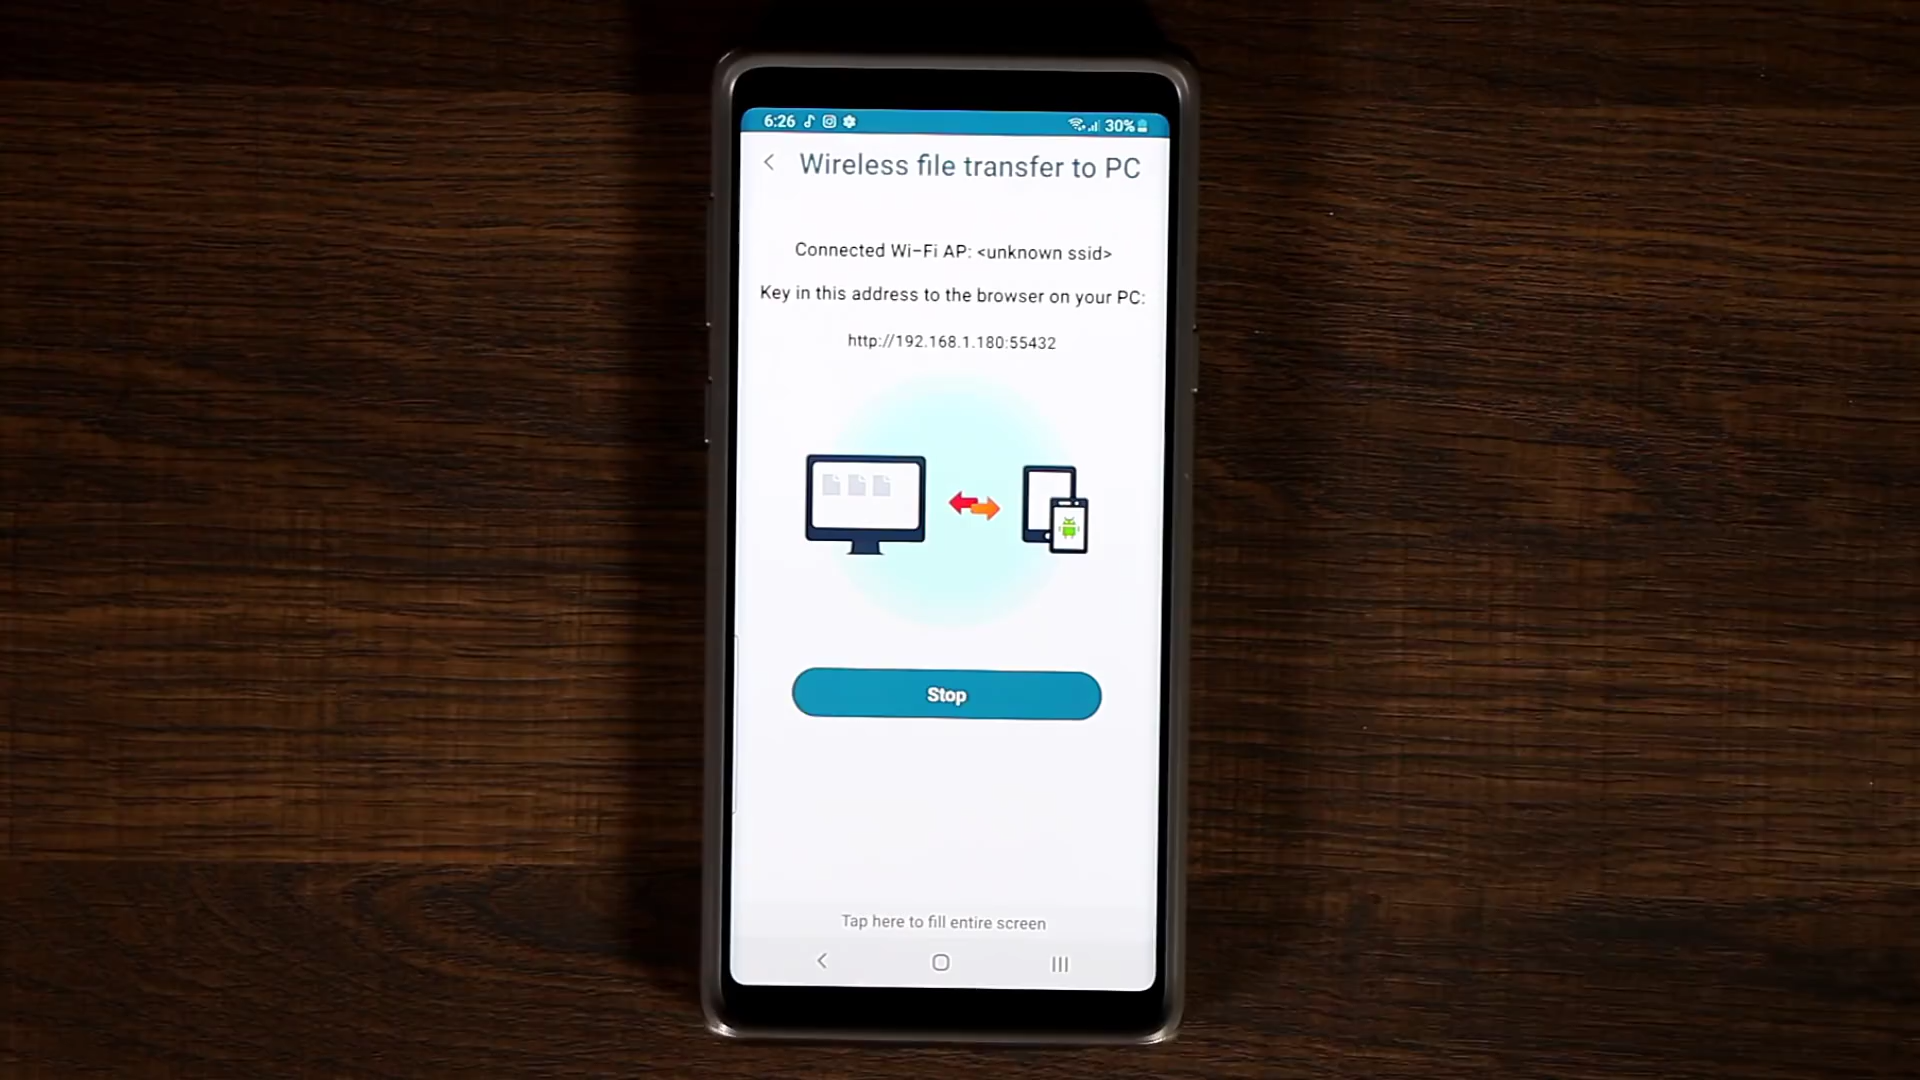 6:26 30%
Wireless file transfer to PC
Connected Wi-Fi AP: <unknown ssid>
Key in this address to the browser on your PC:
http://192.168.1.180:55432
Stop
Tap here to fill entire screen